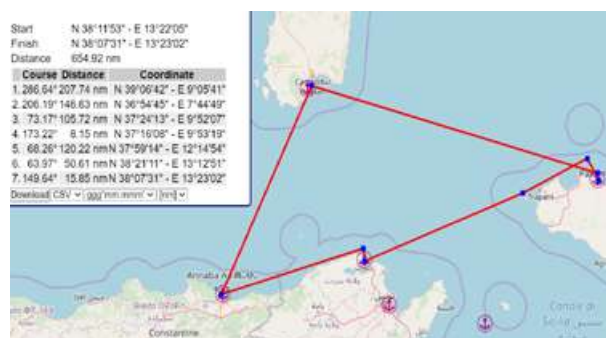 Start N 38°11'53" - E 13°22'05"
Finish N 38°07'31" - E 13°23'02"
Distance 654.92 nm
Course Distance Coordinate
1. 286.64° 207.74 nm N 39°06'42" - E 9°05'41"
2. 206.19° 146.63 nm N 36°54'45" - E 7°44'49"
3. 73.17° 105.72 nm N 37°24'13" - E 9°52'07"
4. 173.22° 8.15 nm N 37°16'08" - E 9°53'19"
5. 68.26° 120.22 nm N 37°59'14" - E 12°14'54"
6. 63.97° 50.61 nm N 38°21'11" - E 13°12'51"
7. 149.64° 15.85 nm N 38°07'31" - E 13°23'02"
Download CSV ggg°mm.mmm' [nm]
Trapani
Annaba
Constantine
Canale di
Sicilia